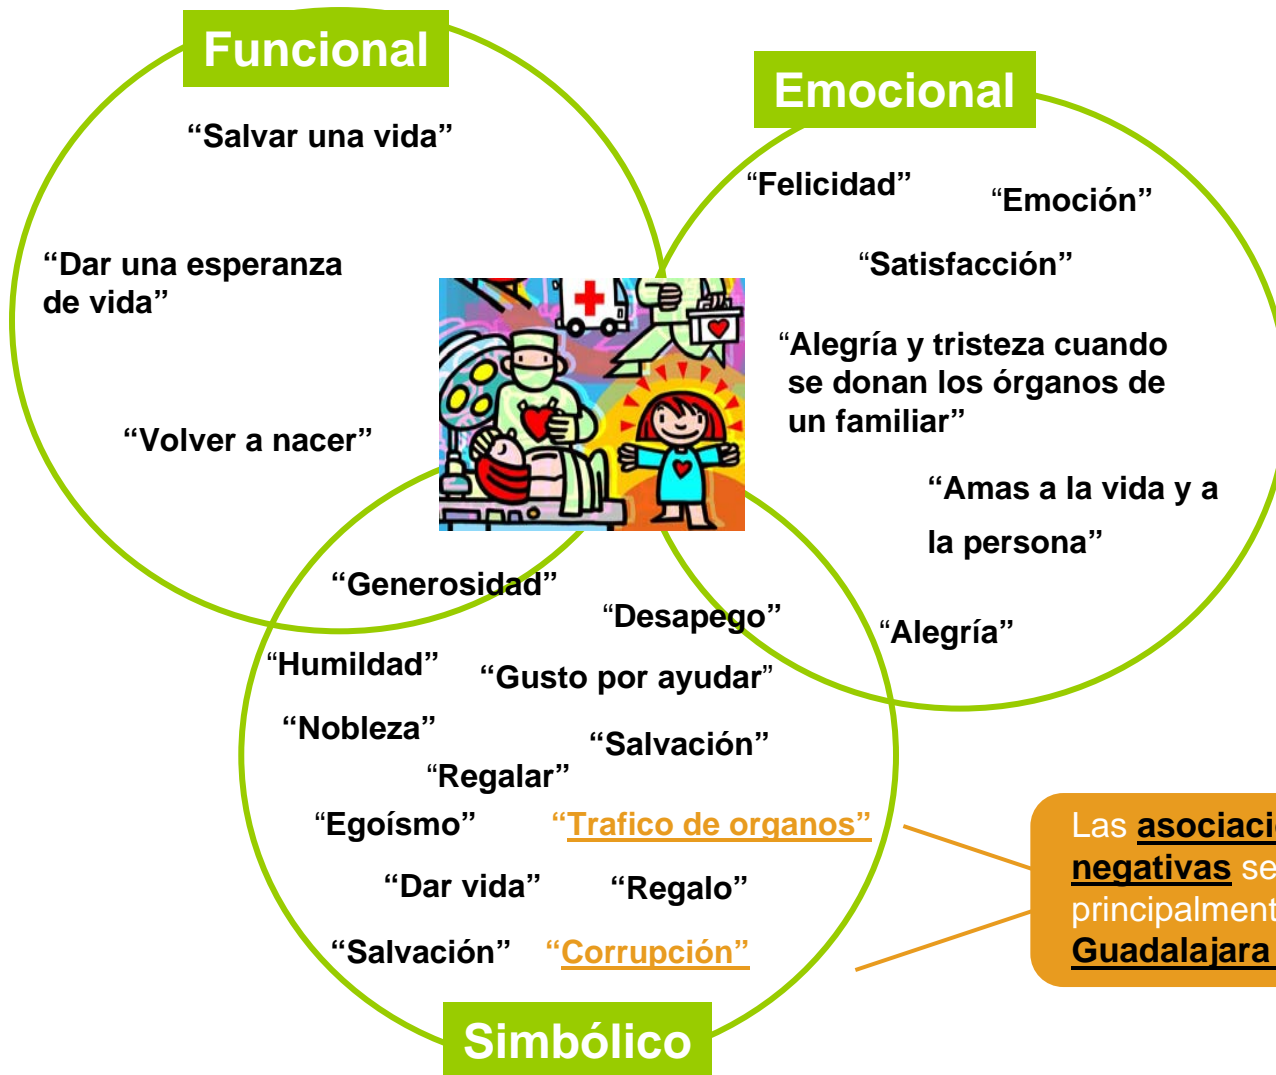 Funcional
“Salvar una vida”
“Dar una esperanza
de vida”
“Volver a nacer”
Emocional
“Felicidad”
“Emoción”
“Satisfacción”
“Alegría y tristeza cuando
se donan los órganos de
un familiar”
“Amas a la vida y a
la persona”
“Alegría”
“Generosidad”
“Desapego”
“Humildad”
“Gusto por ayudar”
“Nobleza”
“Salvación”
“Regalar”
“Egoísmo” “Trafico de organos”
“Dar vida” “Regalo”
“Salvación” “Corrupción”
Simbólico
Las
negativas se
Guadalajara